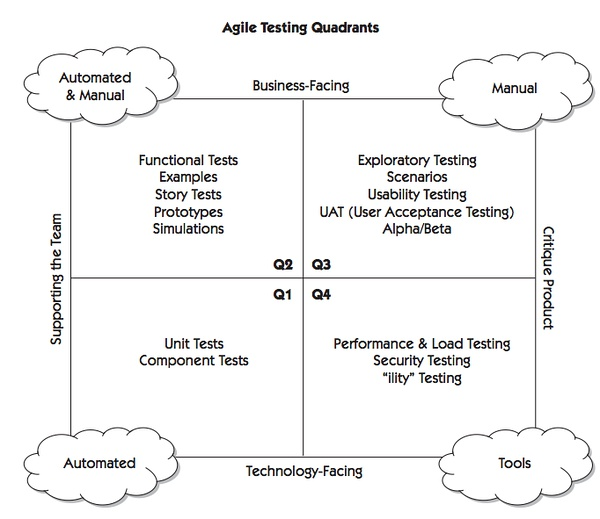 Agile Testing Quadrants
Automated
& Manual
Business-Facing
Manual
Functional Tests
Examples
Story Tests
Prototypes
Simulations
Exploratory Testing
Scenarios
Usability Testing
UAT (User Acceptance Testing)
Alpha/Beta
Supporting the Team
Critique Product
Q2
Q3
Q1
Q4
Unit Tests
Component Tests
Performance & Load Testing
Security Testing
“ility” Testing
Automated
Technology-Facing
Tools